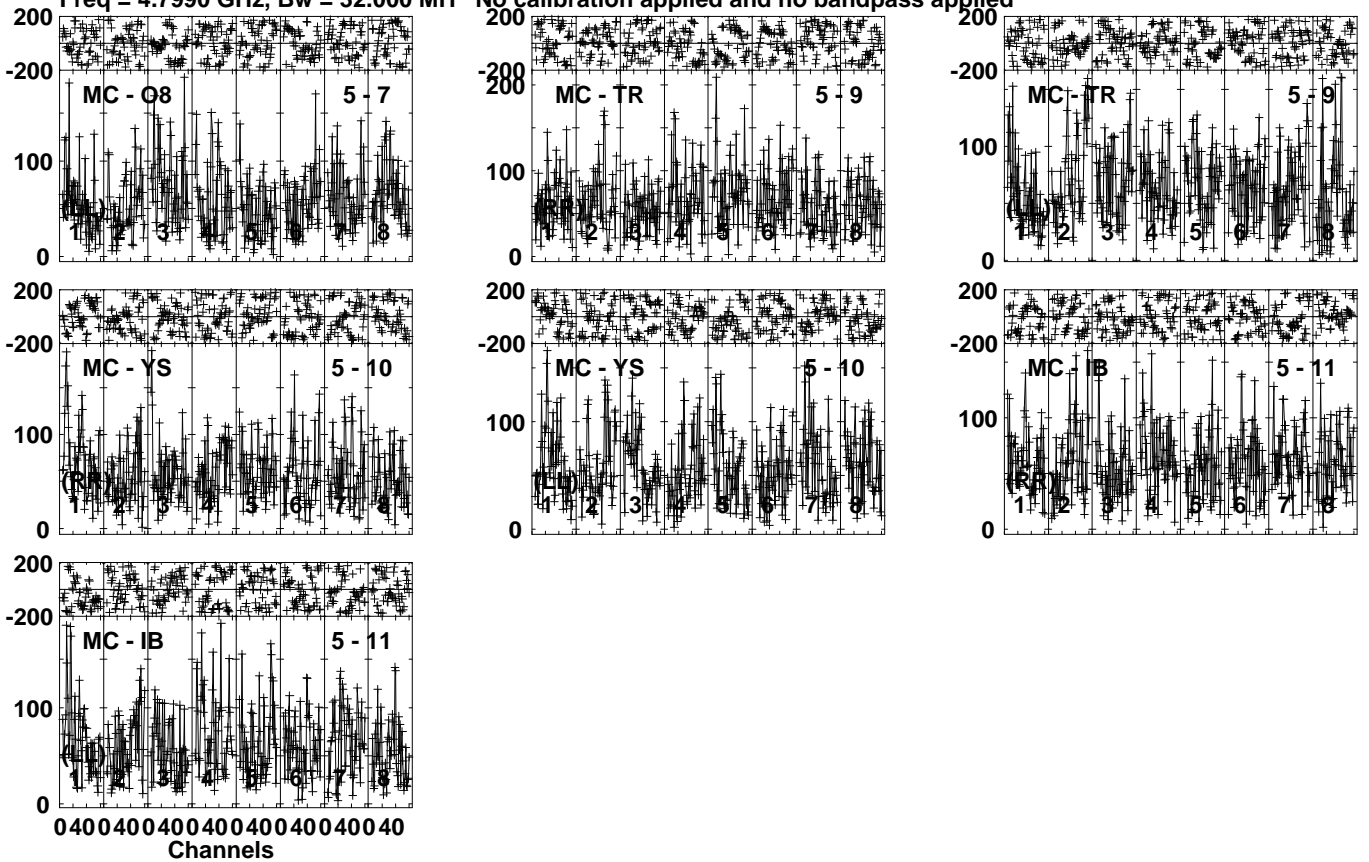 Freq = 4.7990 GHz, Bw = 32.000 MH No calibration applied and no bandpass applied
200 200 200
-200 -200 -200
200
MC - O8 5 - 7 MC - TR 5 - 9 MC - TR 5 - 9
100 100 100
(LL) (RR) (LL)
1 2 3 4 5 6 7 8 1 2 3 4 5 6 7 8 1 2 3 4 5 6 7 8
0 0 0
200 200 200
-200 -200 -200
MC - YS 5 - 10 MC - YS 5 - 10 MC - IB 5 - 11
100 100 100
(RR) (LL) (RR)
1 2 3 4 5 6 7 8 1 2 3 4 5 6 7 8 1 2 3 4 5 6 7 8
0 0 0
200
-200
MC - IB 5 - 11
100
(LL)
1 2 3 4 5 6 7 8
0
0 40 0 40 0 40 0 40 0 40 0 40 0 40 0 40
Channels